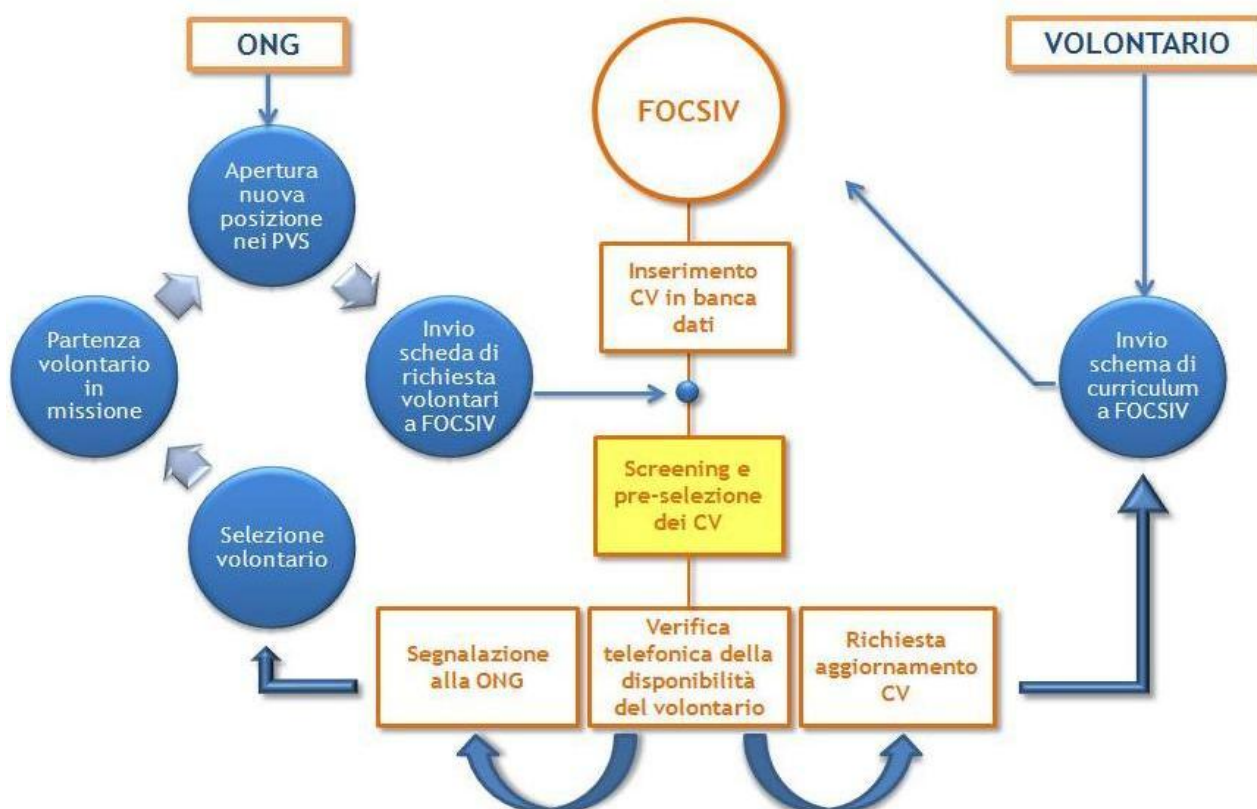 ONG
FOCSIV
VOLONTARIO
Apertura
nuova
posizione
nei PVS
Inserimento
CV in banca
dati
Partenza
volontario
in
missione
Invio
scheda di
richiesta
volontari
a FOCSIV
Invio
schema di
curriculum
a FOCSIV
Screening e
pre-selezione
dei CV
Selezione
volontario
Segnalazione
alla ONG
Verifica
telefonica della
disponibilità
del volontario
Richiesta
aggiornamento
CV